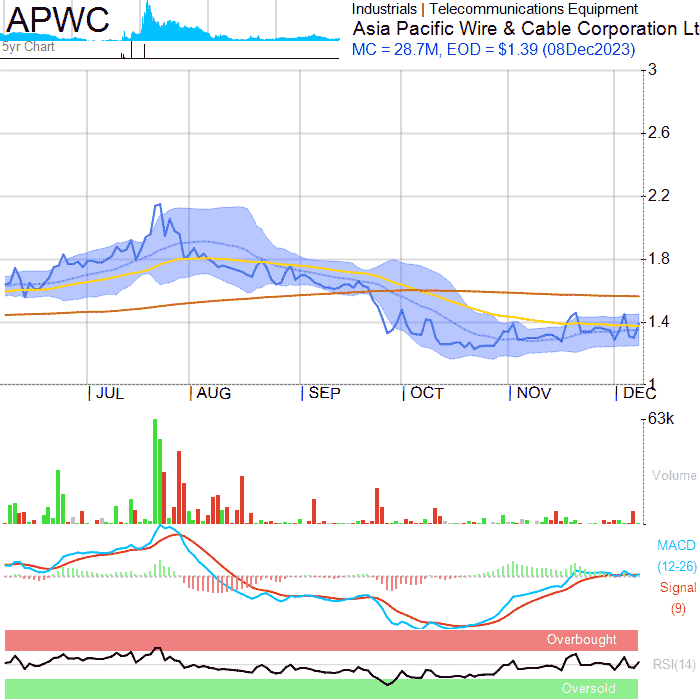 APWC
5yr Chart
Industrials | Telecommunications Equipment
Asia Pacific Wire & Cable Corporation Lt
MC = 28.7M, EOD = $1.39 (08Dec2023)
3
2.6
2.2
1.8
1.4
1
JUL AUG SEP OCT NOV DEC
63k
Volume
MACD
(12-26)
Signal
(9)
Overbought
RSI(14)
Oversold